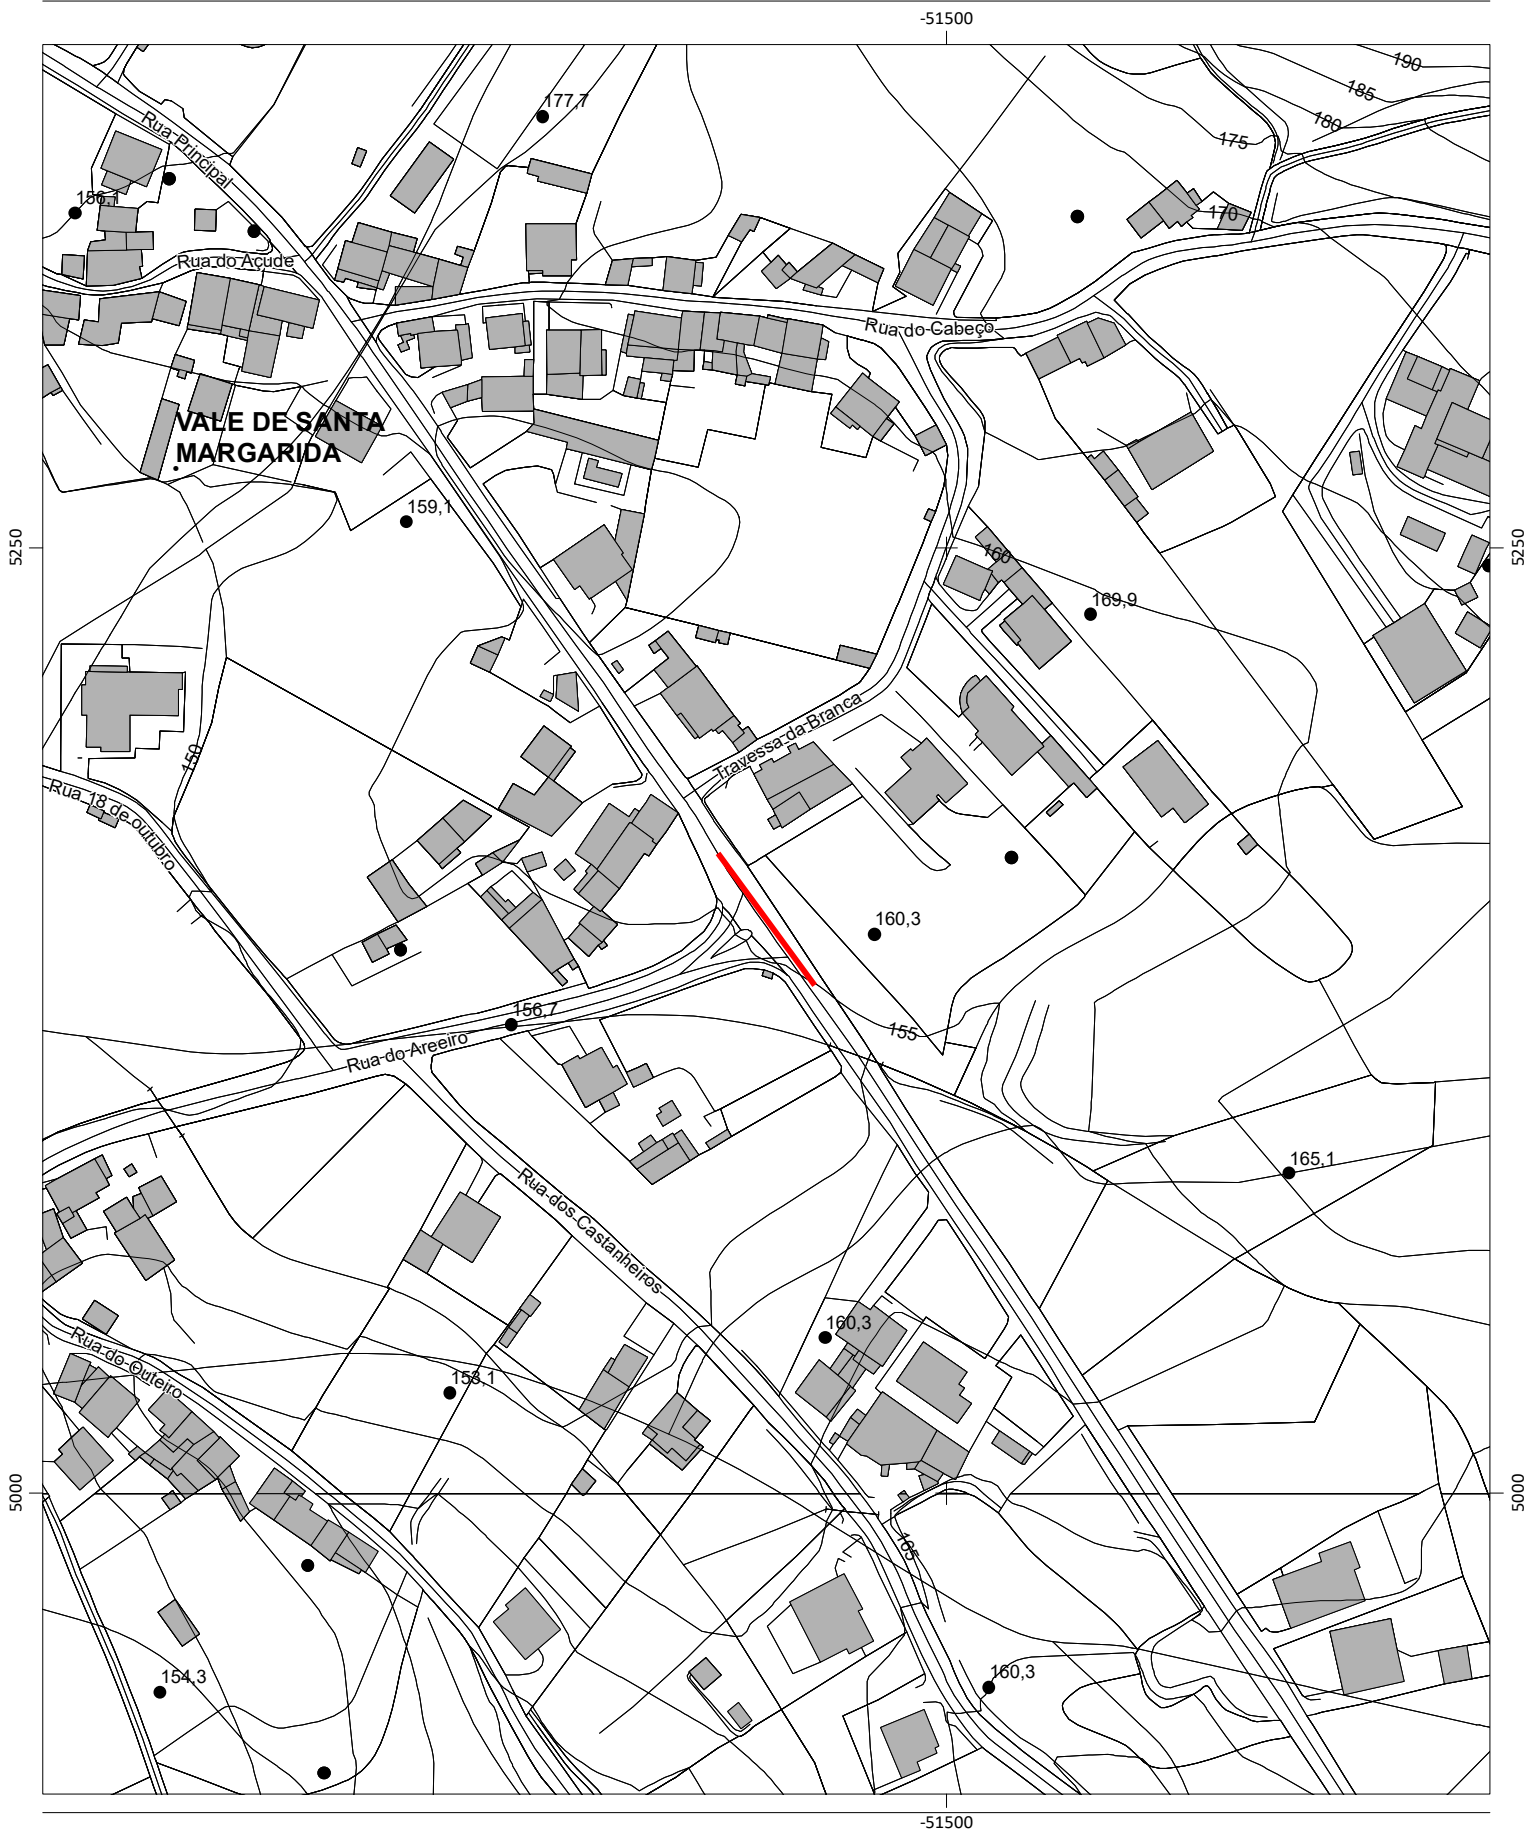 -51500
190
185
180
177,7
175
Rua Principal
156,1
170
Rua do Açude
Rua do Cabeço
VALE DE SANTA
MARGARIDA
159,1
5250
5250
160
169,9
Travessa da Branca
150
Rua 18 de outubro
160,3
156,7
155
Rua do Areeiro
165,1
Rua dos Castanheiros
160,3
Rua do Outeiro
153,1
5000
5000
165
154,3
160,3
-51500